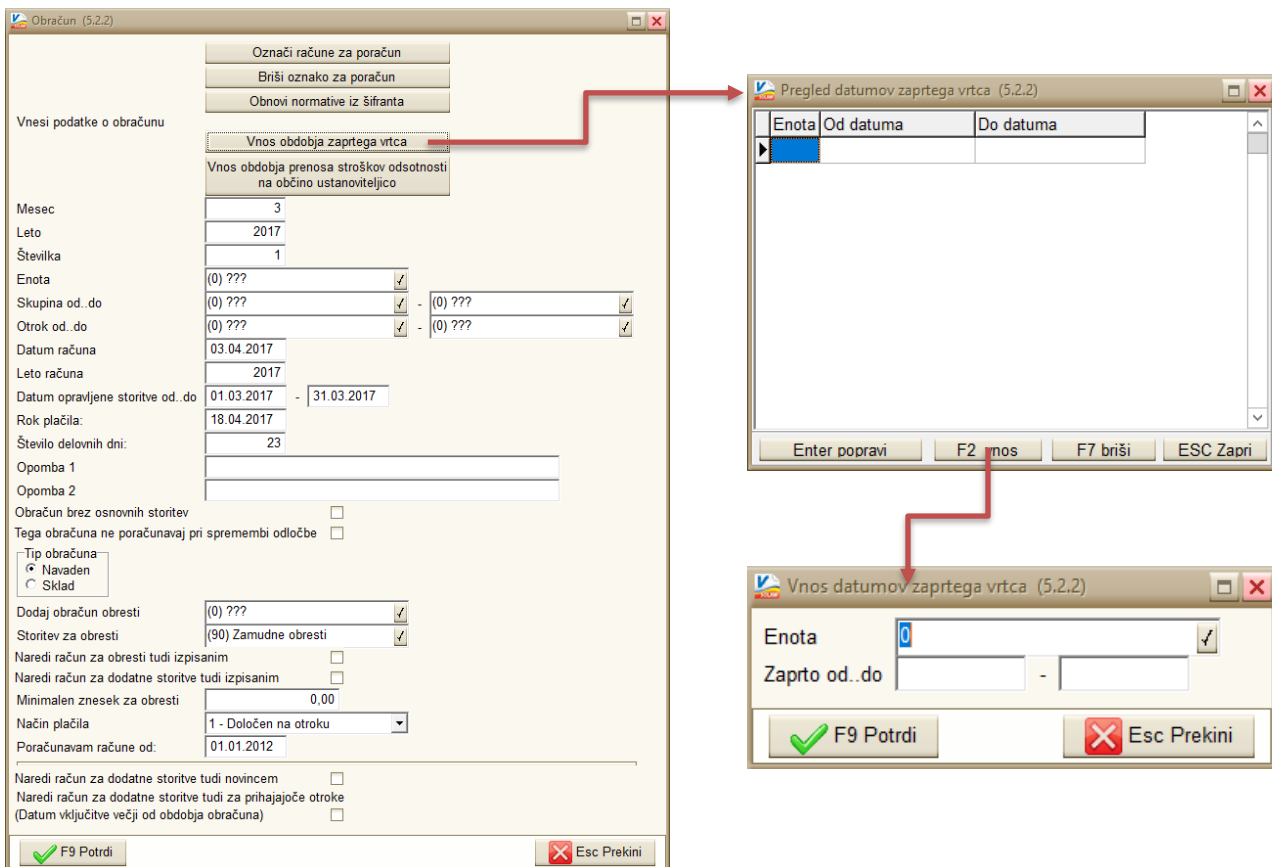 Obračun (5.2.2)
Označi račune za poračun
Briši oznako za poračun
Obnovi normative iz šifranta
Vnesi podatke o obračunu
Vnos obdobja zaprtega vrtca
Vnos obdobja prenosa stroškov odsotnosti
na občino ustanoviteljico
Mesec 3
Leto 2017
Številka 1
Enota (0) ???
Skupina od..do (0) ??? - (0) ???
Otrok od..do (0) ??? - (0) ???
Datum računa 03.04.2017
Leto računa 2017
Datum opravljene storitve od..do 01.03.2017 - 31.03.2017
Rok plačila: 18.04.2017
Število delovnih dni: 23
Opomba 1
Opomba 2
Obračun brez osnovnih storitev
Tega obračuna ne poračunavaj pri spremembi odločbe
Tip obračuna
Navaden
Sklad
Dodaj obračun obresti (0) ???
Storitev za obresti (90) Zamudne obresti
Naredi račun za obresti tudi izpisanim
Naredi račun za dodatne storitve tudi izpisanim
Minimalen znesek za obresti 0,00
Način plačila 1 - Določen na otroku
Poračunavam račune od: 01.01.2012
Naredi račun za dodatne storitve tudi novincem
Naredi račun za dodatne storitve tudi za prihajajoče otroke
(Datum vključitve večji od obdobja obračuna)
F9 Potrdi Esc Prekini
Pregled datumov zaprtega vrtca (5.2.2)
Enota Od datuma Do datuma
Enter popravi F2 vnos F7 briši ESC Zapri
Vnos datumov zaprtega vrtca (5.2.2)
Enota 0
Zaprto od..do -
F9 Potrdi Esc Prekini